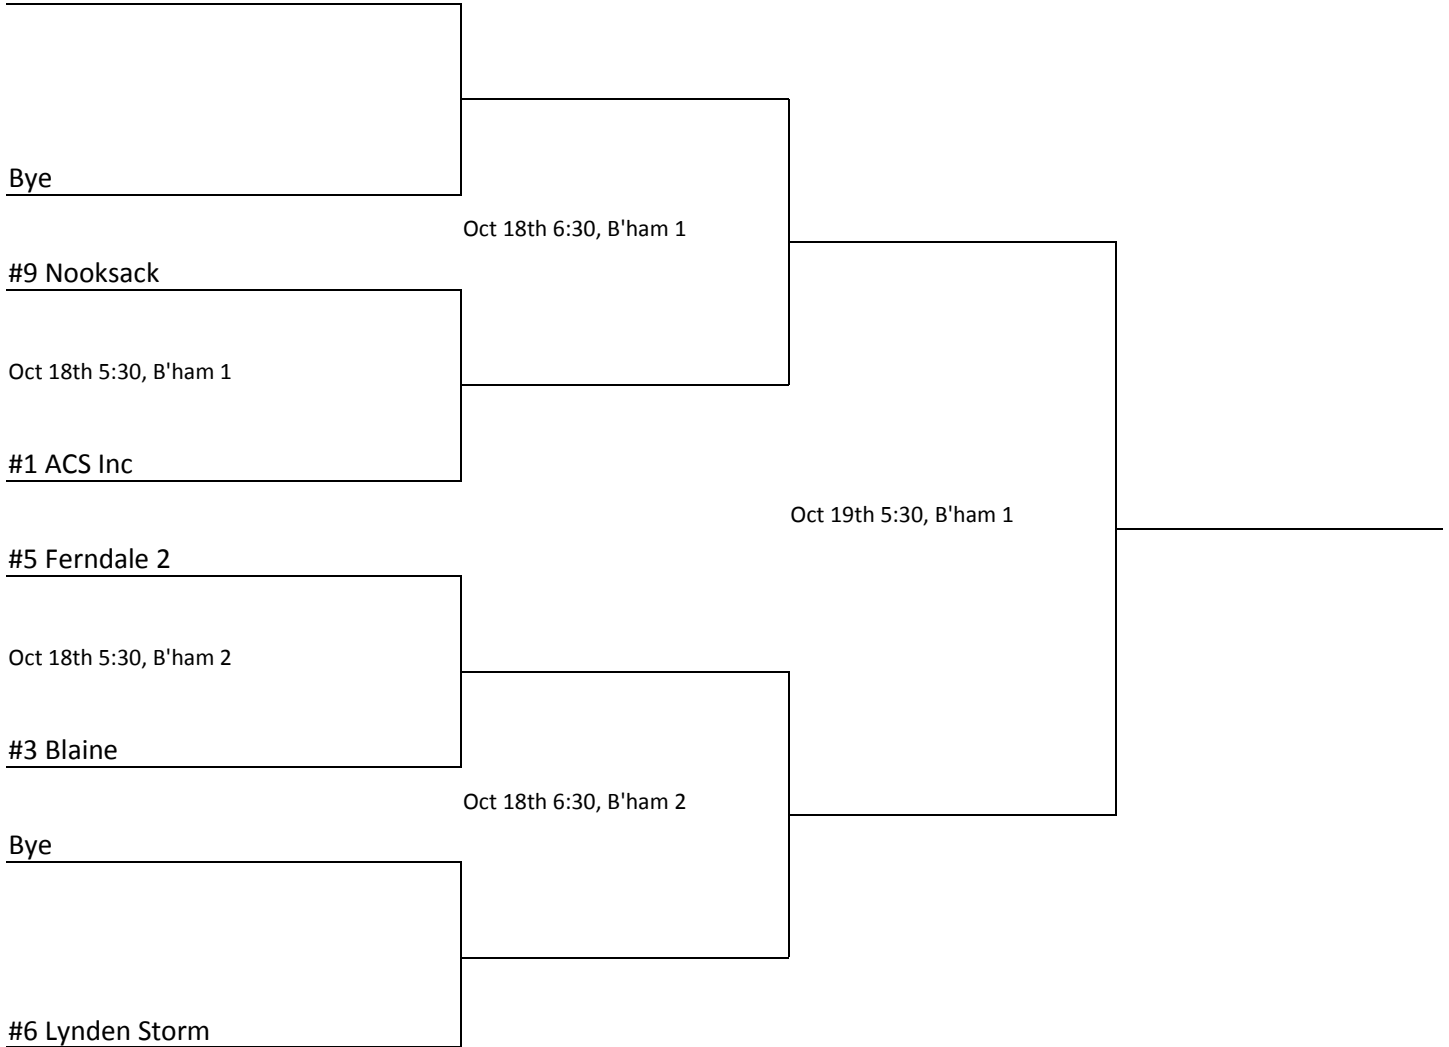 Bye
Oct 18th 6:30, B'ham 1
#9 Nooksack
Oct 18th 5:30, B'ham 1
#1 ACS Inc
Oct 19th 5:30, B'ham 1
#5 Ferndale 2
Oct 18th 5:30, B'ham 2
#3 Blaine
Oct 18th 6:30, B'ham 2
Bye
#6 Lynden Storm